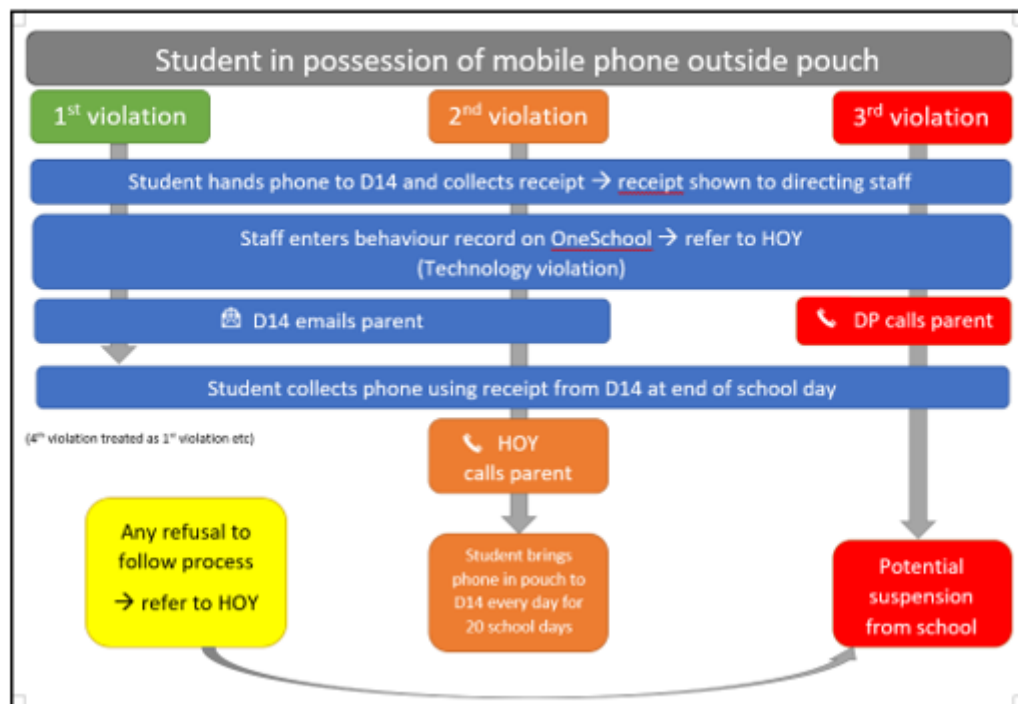 Student in possession of mobile phone outside pouch
1st violation
2nd violation
3rd violation
Student hands phone to D14 and collects receipt → receipt shown to directing staff
Staff enters behaviour record on OneSchool → refer to HOY
(Technology violation)
D14 emails parent
DP calls parent
Student collects phone using receipt from D14 at end of school day
(4th violation treated as 1st violation etc)
HOY
calls parent
Any refusal to
follow process
→ refer to HOY
Student brings
phone in pouch to
D14 every day for
20 school days
Potential
suspension
from school